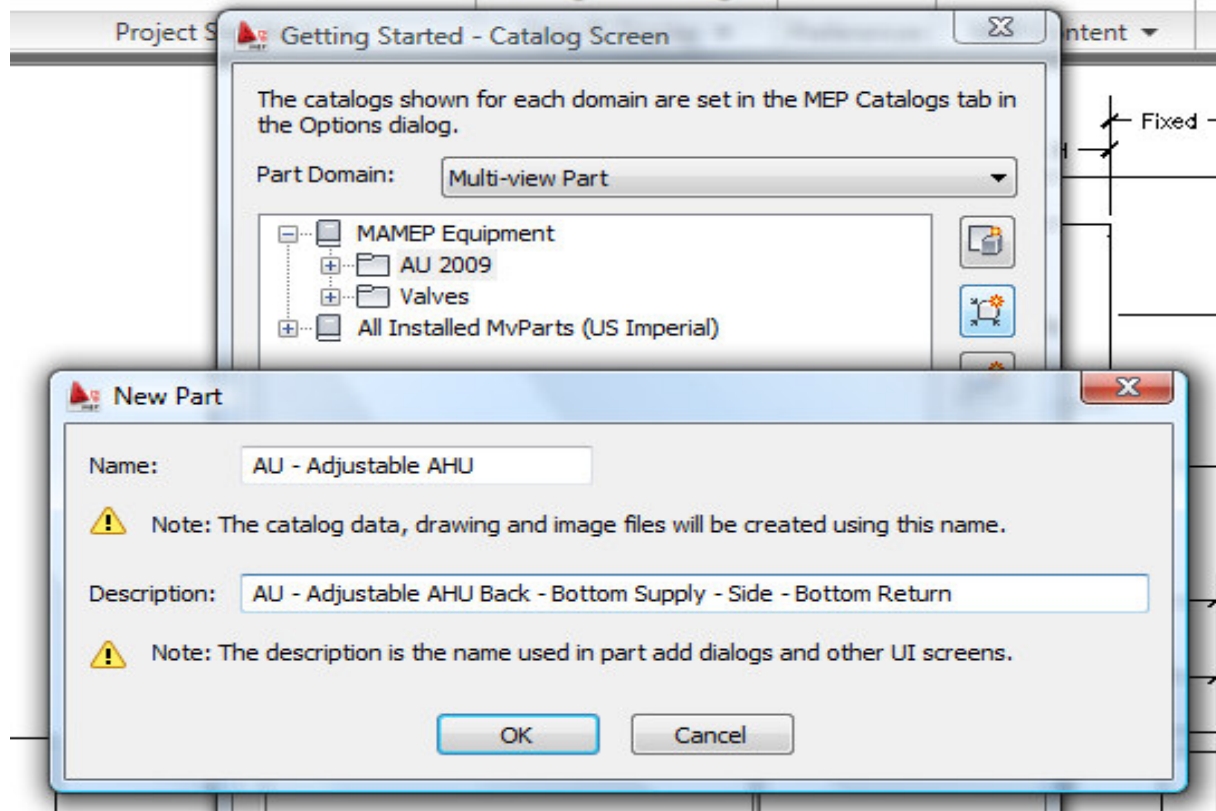 Project S
Getting Started - Catalog Screen
ntent
The catalogs shown for each domain are set in the MEP Catalogs tab in
the Options dialog.
Fixed
H
Part Domain:
Multi-view Part
MAMEP Equipment
AU 2009
Valves
All Installed MvParts (US Imperial)
New Part
Name:
AU - Adjustable AHU
Note: The catalog data, drawing and image files will be created using this name.
Description:
AU - Adjustable AHU Back - Bottom Supply - Side - Bottom Return
Note: The description is the name used in part add dialogs and other UI screens.
OK
Cancel